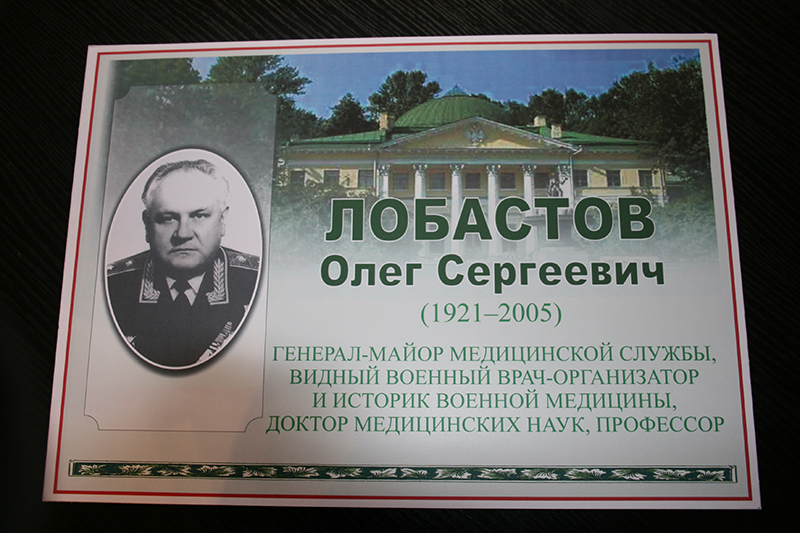 ЛОБАСТОВ
Олег Сергеевич
(1921–2005)
ГЕНЕРАЛ-МАЙОР МЕДИЦИНСКОЙ СЛУЖБЫ,
ВИДНЫЙ ВОЕННЫЙ ВРАЧ-ОРГАНИЗАТОР
И ИСТОРИК ВОЕННОЙ МЕДИЦИНЫ,
ДОКТОР МЕДИЦИНСКИХ НАУК, ПРОФЕССОР